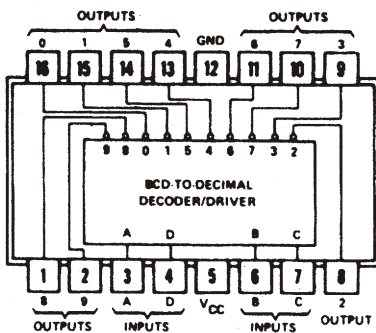 OUTPUTS OUTPUTS
0 1 5 4 GND 6 7 3
16 15 14 13 12 11 10 9
9 8 0 1 5 4 6 7 3 2
BCD-TO-DECIMAL
DECODER/DRIVER
A D B C
1 2 3 4 5 6 7 8
8 9 A D VCC B C 2
OUTPUTS INPUTS INPUTS OUTPUT